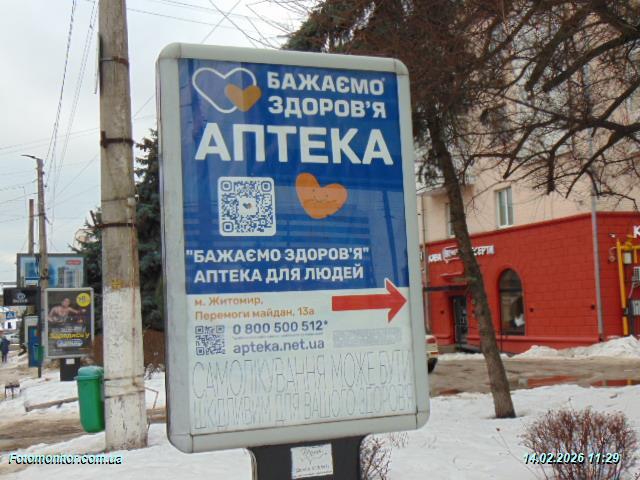 БАЖАЄМО
ЗДОРОВ'Я
АПТЕКА
"БАЖАЄМО ЗДОРОВ'Я"
АПТЕКА ДЛЯ ЛЮДЕЙ
м. Житомир,
Перемоги майдан, 13а
0 800 500 512*
apteka.net.ua
САМОЛІКУВАННЯ МОЖЕ БУТИ
ШКІДЛИВИМ ДЛЯ ВАШОГО ЗДОРОВ'Я
Fotomonitor.com.ua
14.02.2026 11:29